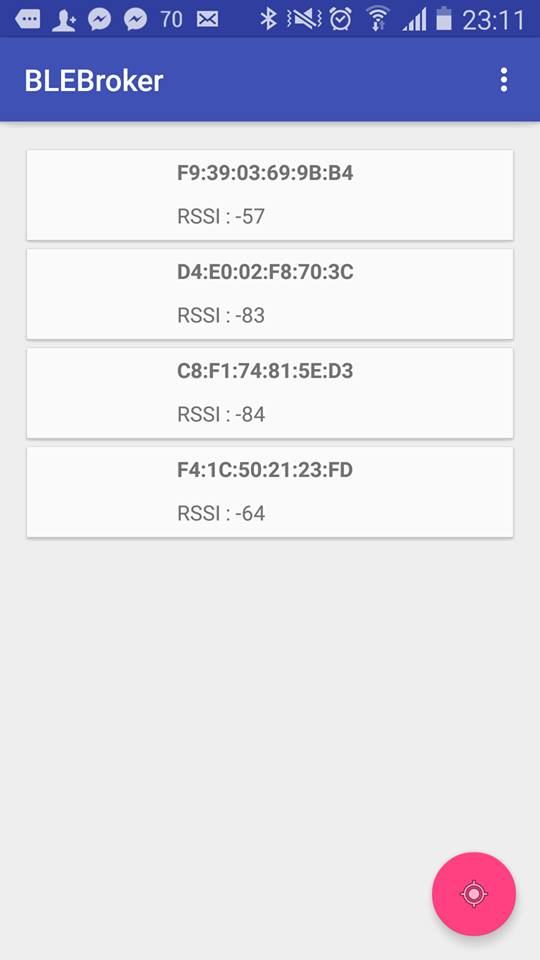 70 23:11
BLEBroker
F9:39:03:69:9B:B4
RSSI : -57
D4:E0:02:F8:70:3C
RSSI : -83
C8:F1:74:81:5E:D3
RSSI : -84
F4:1C:50:21:23:FD
RSSI : -64